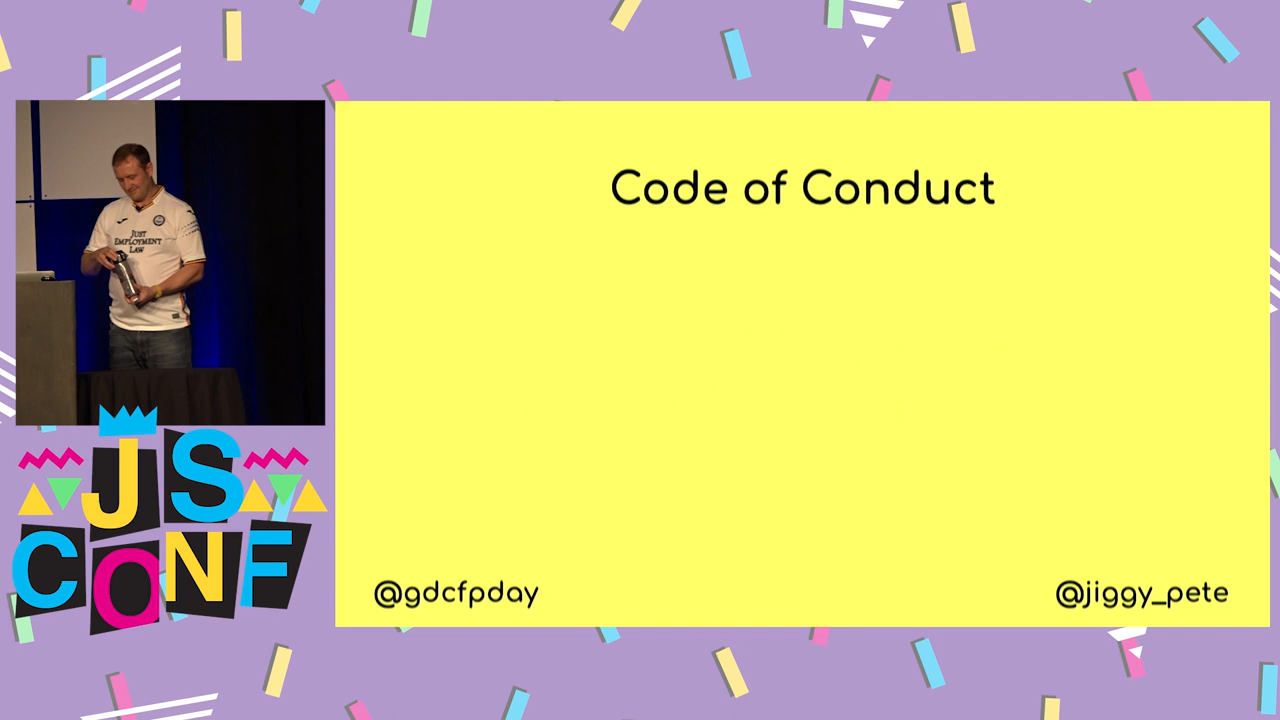 Code of Conduct
JUST
EMPLOYMENT
LAW
JS
CONF
@gdcfpday
@jiggy_pete